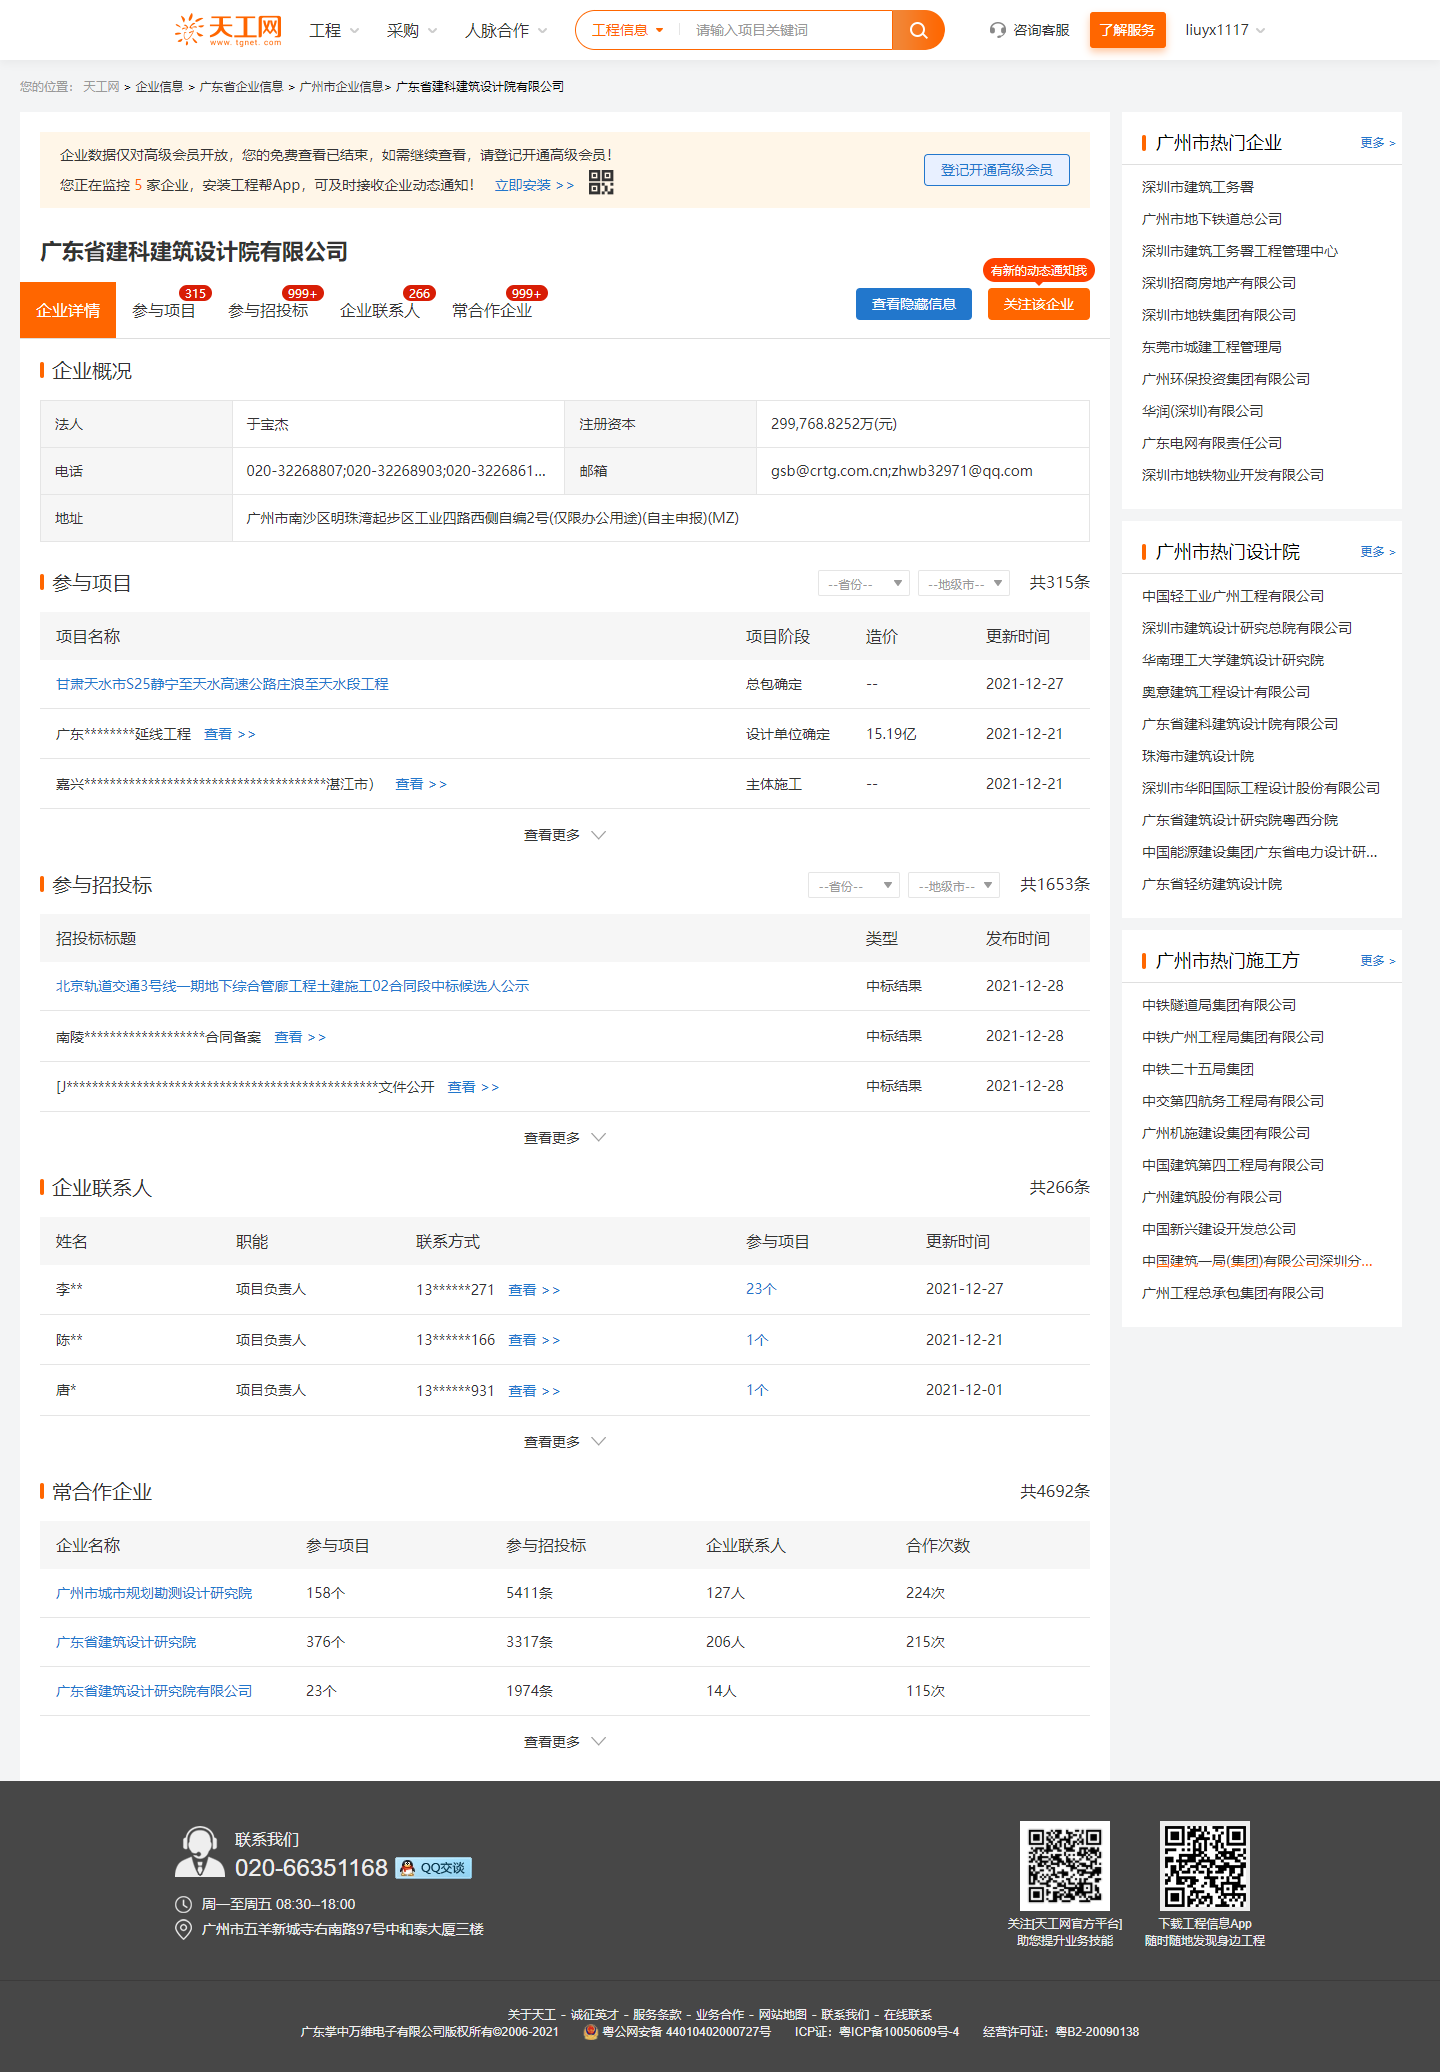 天工网
www.tgnet.com
工程 采购 人脉合作 工程信息 请输入项目关键词 咨询客服 了解服务 liuyx1117
您的位置： 天工网 > 企业信息 > 广东省企业信息 > 广州市企业信息> 广东省建科建筑设计院有限公司
企业数据仅对高级会员开放，您的免费查看已结束，如需继续查看，请登记开通高级会员！
您正在监控 5 家企业，安装工程帮App，可及时接收企业动态通知！ 立即安装 >>
登记开通高级会员
广东省建科建筑设计院有限公司
有新的动态通知我
企业详情 参与项目 315 参与招投标 999+ 企业联系人 266 常合作企业 999+ 查看隐藏信息 关注该企业
企业概况
法人 于宝杰 注册资本 299,768.8252万(元)
电话 020-32268807;020-32268903;020-3226861... 邮箱 gsb@crtg.com.cn;zhwb32971@qq.com
地址 广州市南沙区明珠湾起步区工业四路西侧自编2号(仅限办公用途)(自主申报)(MZ)
参与项目 --省份-- --地级市-- 共315条
项目名称 项目阶段 造价 更新时间
甘肃天水市S25静宁至天水高速公路庄浪至天水段工程 总包确定 -- 2021-12-27
广东********延线工程 查看 >> 设计单位确定 15.19亿 2021-12-21
嘉兴**************************************湛江市） 查看 >> 主体施工 -- 2021-12-21
查看更多
参与招投标 --省份-- --地级市-- 共1653条
招投标标题 类型 发布时间
北京轨道交通3号线一期地下综合管廊工程土建施工02合同段中标候选人公示 中标结果 2021-12-28
南陵*******************合同备案 查看 >> 中标结果 2021-12-28
[J*************************************************文件公开 查看 >> 中标结果 2021-12-28
查看更多
企业联系人 共266条
姓名 职能 联系方式 参与项目 更新时间
李** 项目负责人 13******271 查看 >> 23个 2021-12-27
陈** 项目负责人 13******166 查看 >> 1个 2021-12-21
唐* 项目负责人 13******931 查看 >> 1个 2021-12-01
查看更多
常合作企业 共4692条
企业名称 参与项目 参与招投标 企业联系人 合作次数
广州市城市规划勘测设计研究院 158个 5411条 127人 224次
广东省建筑设计研究院 376个 3317条 206人 215次
广东省建筑设计研究院有限公司 23个 1974条 14人 115次
查看更多
广州市热门企业 更多 >
深圳市建筑工务署
广州市地下铁道总公司
深圳市建筑工务署工程管理中心
深圳招商房地产有限公司
深圳市地铁集团有限公司
东莞市城建工程管理局
广州环保投资集团有限公司
华润(深圳)有限公司
广东电网有限责任公司
深圳市地铁物业开发有限公司
广州市热门设计院 更多 >
中国轻工业广州工程有限公司
深圳市建筑设计研究总院有限公司
华南理工大学建筑设计研究院
奥意建筑工程设计有限公司
广东省建科建筑设计院有限公司
珠海市建筑设计院
深圳市华阳国际工程设计股份有限公司
广东省建筑设计研究院粤西分院
中国能源建设集团广东省电力设计研...
广东省轻纺建筑设计院
广州市热门施工方 更多 >
中铁隧道局集团有限公司
中铁广州工程局集团有限公司
中铁二十五局集团
中交第四航务工程局有限公司
广州机施建设集团有限公司
中国建筑第四工程局有限公司
广州建筑股份有限公司
中国新兴建设开发总公司
中国建筑一局(集团)有限公司深圳分...
广州工程总承包集团有限公司
联系我们
020-66351168 QQ交谈
周一至周五 08:30--18:00
广州市五羊新城寺右南路97号中和泰大厦三楼
关注[天工网官方平台]
助您提升业务技能
下载工程信息App
随时随地发现身边工程
关于天工 - 诚征英才 - 服务条款 - 业务合作 - 网站地图 - 联系我们 - 在线联系
广东掌中万维电子有限公司版权所有©2006-2021 粤公网安备 44010402000727号 ICP证：粤ICP备10050609号-4 经营许可证：粤B2-20090138